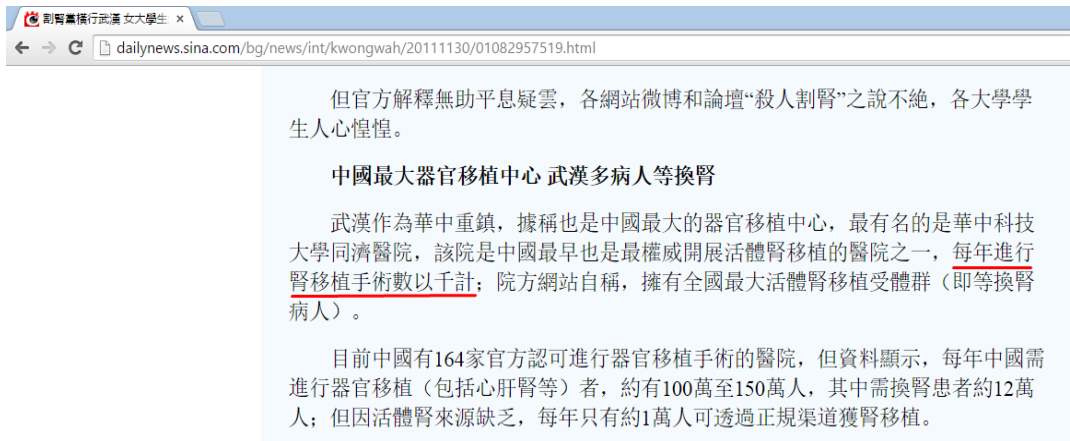 割腎黨橫行武漢 女大學生
dailynews.sina.com/bg/news/int/kwongwah/20111130/01082957519.html
但官方解釋無助平息疑雲，各網站微博和論壇“殺人割腎”之說不絶，各大學學
生人心惶惶。
中國最大器官移植中心 武漢多病人等換腎
武漢作為華中重鎮，據稱也是中國最大的器官移植中心，最有名的是華中科技
大學同濟醫院，該院是中國最早也是最權威開展活體腎移植的醫院之一，每年進行
腎移植手術數以千計；院方網站自稱，擁有全國最大活體腎移植受體群（即等換腎
病人）。
目前中國有164家官方認可進行器官移植手術的醫院，但資料顯示，每年中國需
進行器官移植（包括心肝腎等）者，約有100萬至150萬人，其中需換腎患者約12萬
人；但因活體腎來源缺乏，每年只有約1萬人可透過正規渠道獲腎移植。